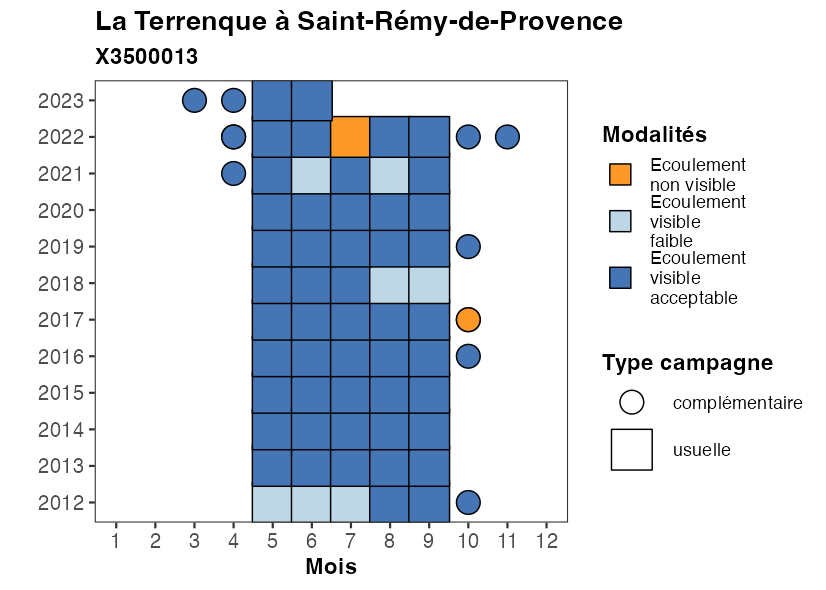 La Terrenque à Saint-Rémy-de-Provence
X3500013
2023
2022
2021
2020
2019
2018
2017
2016
2015
2014
2013
2012
1 2 3 4 5 6 7 8 9 10 11 12
Mois
Modalités
Ecoulement
non visible
Ecoulement
visible
faible
Ecoulement
visible
acceptable
Type campagne
complémentaire
usuelle